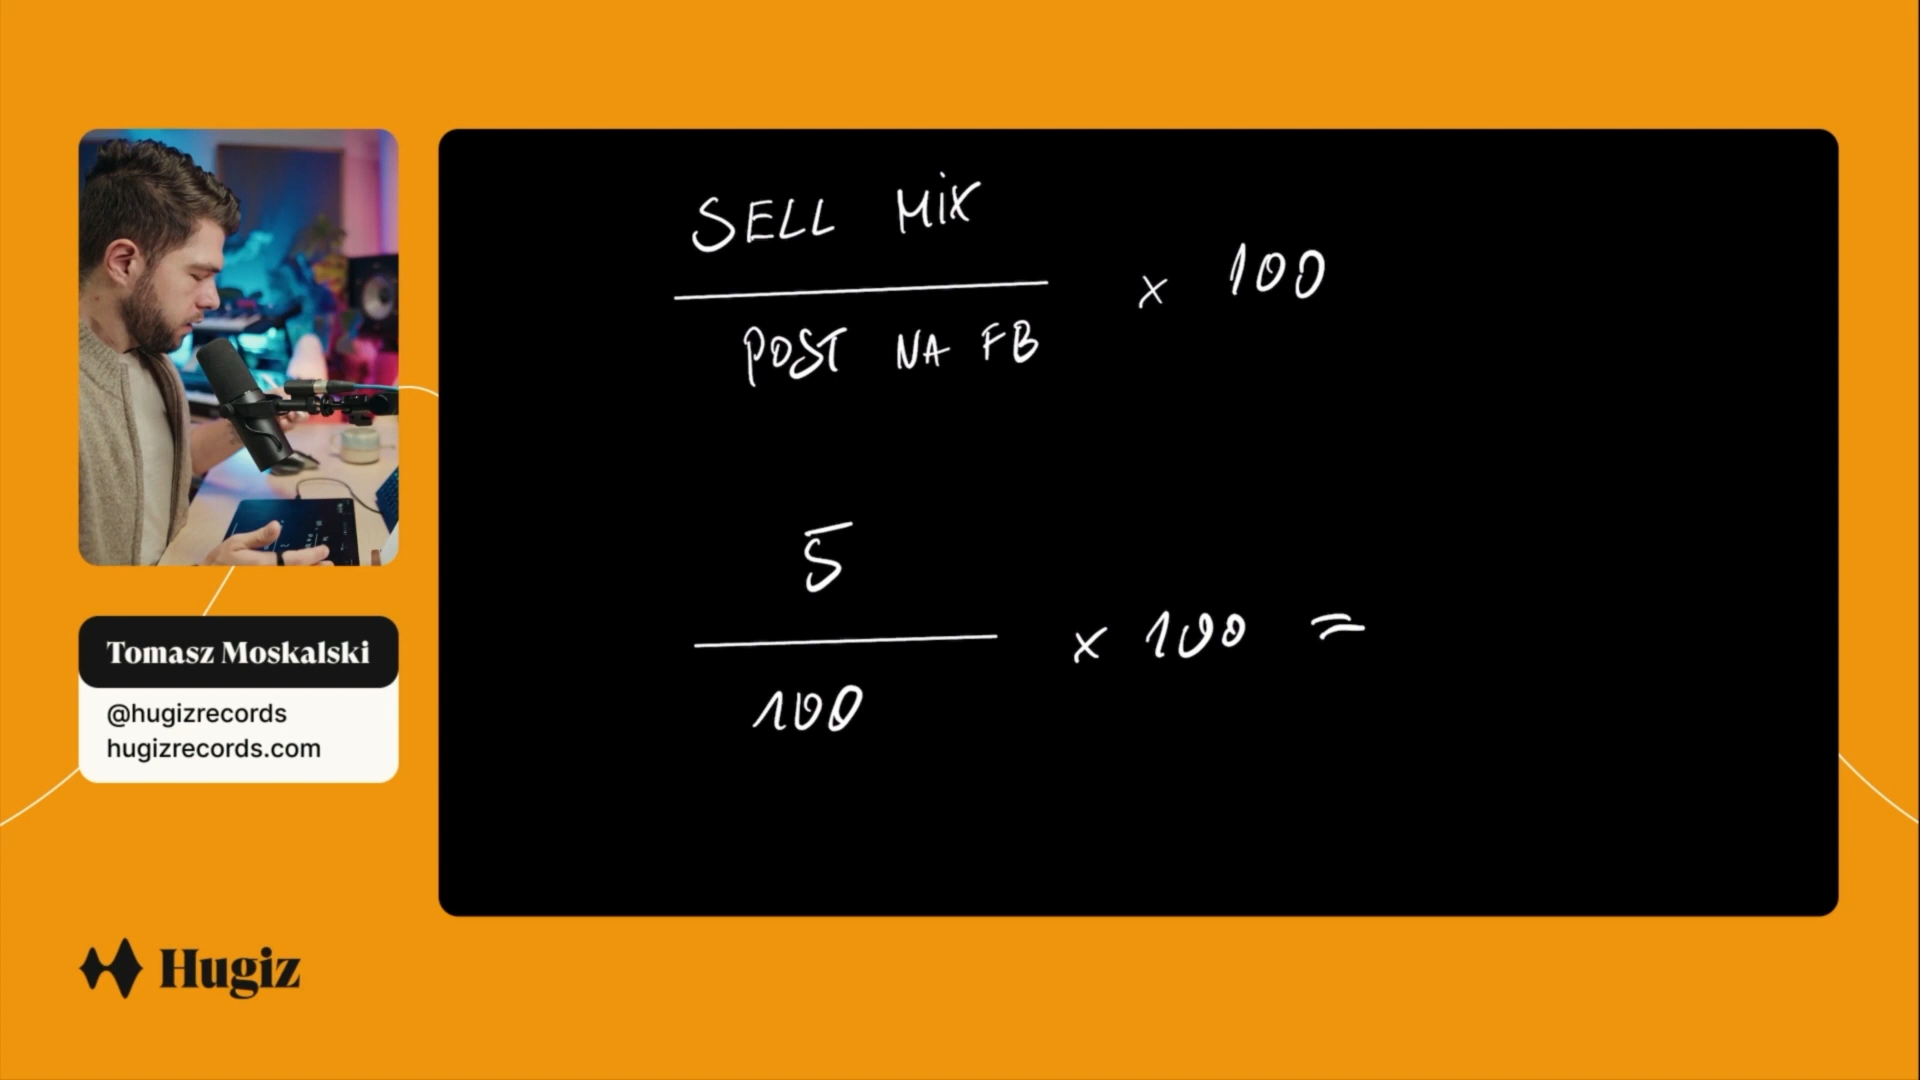 SELL MIX
POST NA FB
x 100
5
100
x 100 =
Tomasz Moskalski
@hugizrecords
hugizrecords.com
Hugiz